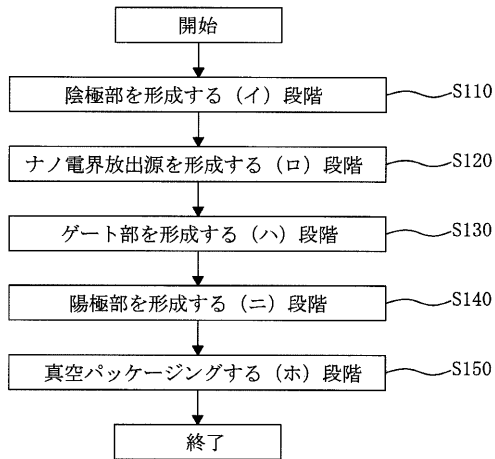 開始
陰極部を形成する（イ）段階
S110
ナノ電界放出源を形成する（ロ）段階
S120
ゲート部を形成する（ハ）段階
S130
陽極部を形成する（ニ）段階
S140
真空パッケージングする（ホ）段階
S150
終了